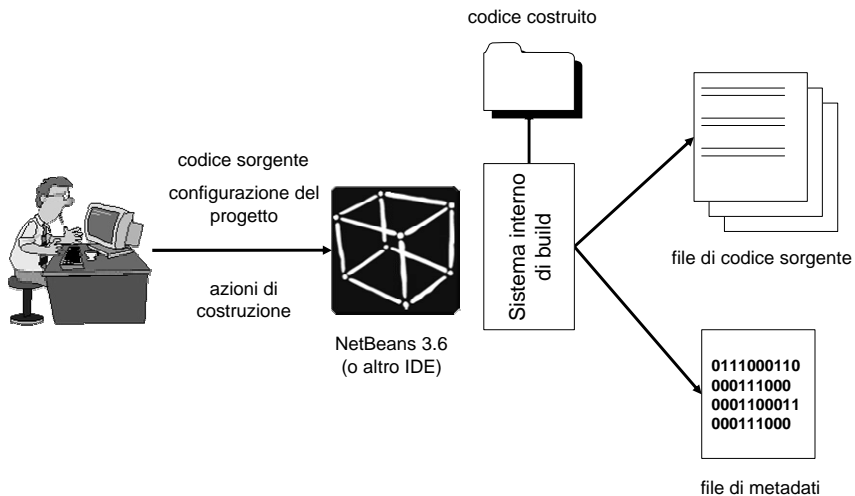 codice costruito
codice sorgente
configurazione del
progetto
azioni di
costruzione
NetBeans 3.6
(o altro IDE)
Sistema interno
di build
file di codice sorgente
0111000110
000111000
0001100011
000111000
file di metadati